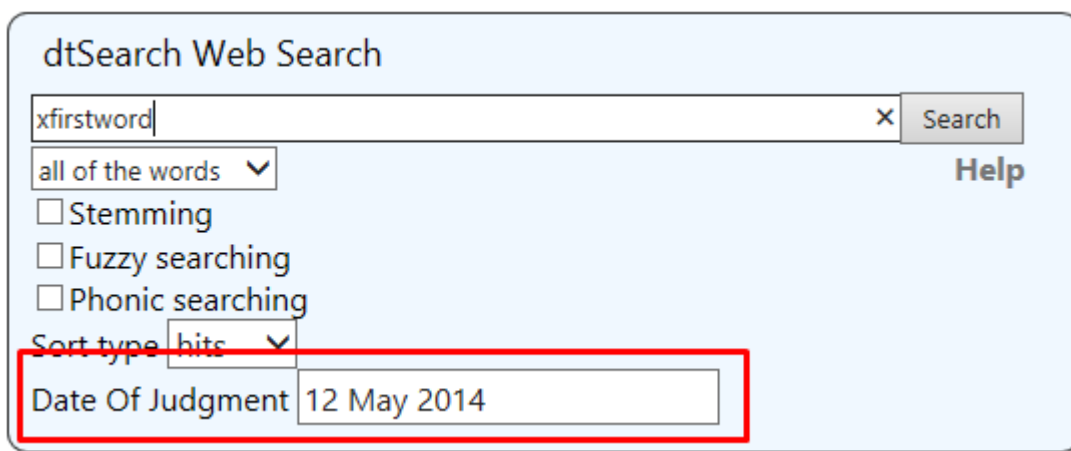 dtSearch Web Search
xfirstword × Search
all of the words Help
Stemming
Fuzzy searching
Phonic searching
Sort type hits
Date Of Judgment 12 May 2014